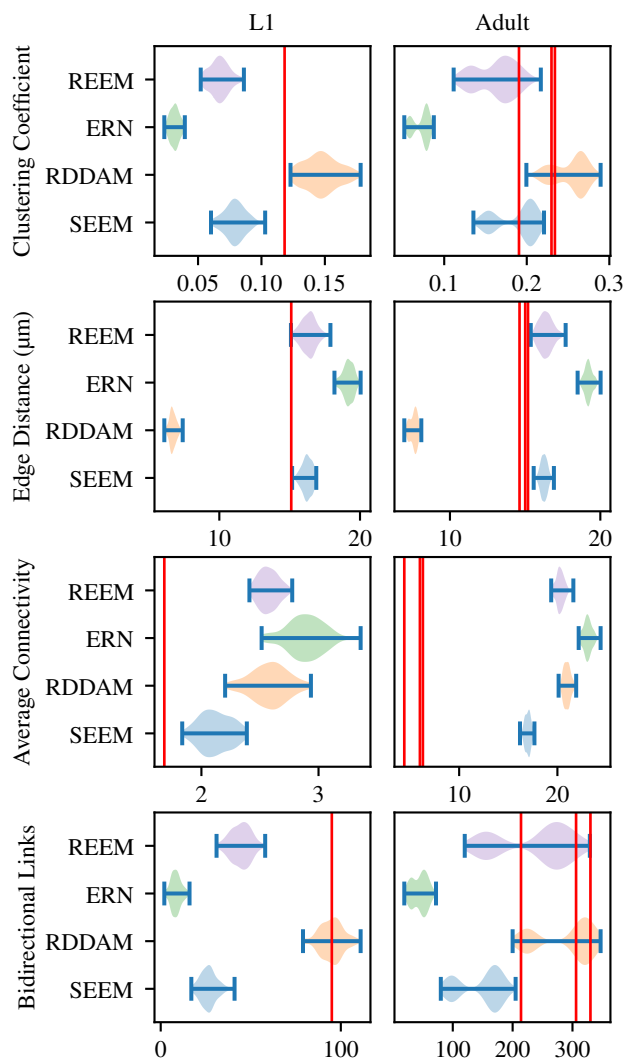 L1 Adult
Clustering Coefficient
REEM
ERN
RDDAM
SEEM
0.05 0.10 0.15 0.1 0.2 0.3
Edge Distance (μm)
REEM
ERN
RDDAM
SEEM
10 20 10 20
Average Connectivity
REEM
ERN
RDDAM
SEEM
2 3 10 20
Bidirectional Links
REEM
ERN
RDDAM
SEEM
0 100 100 200 300